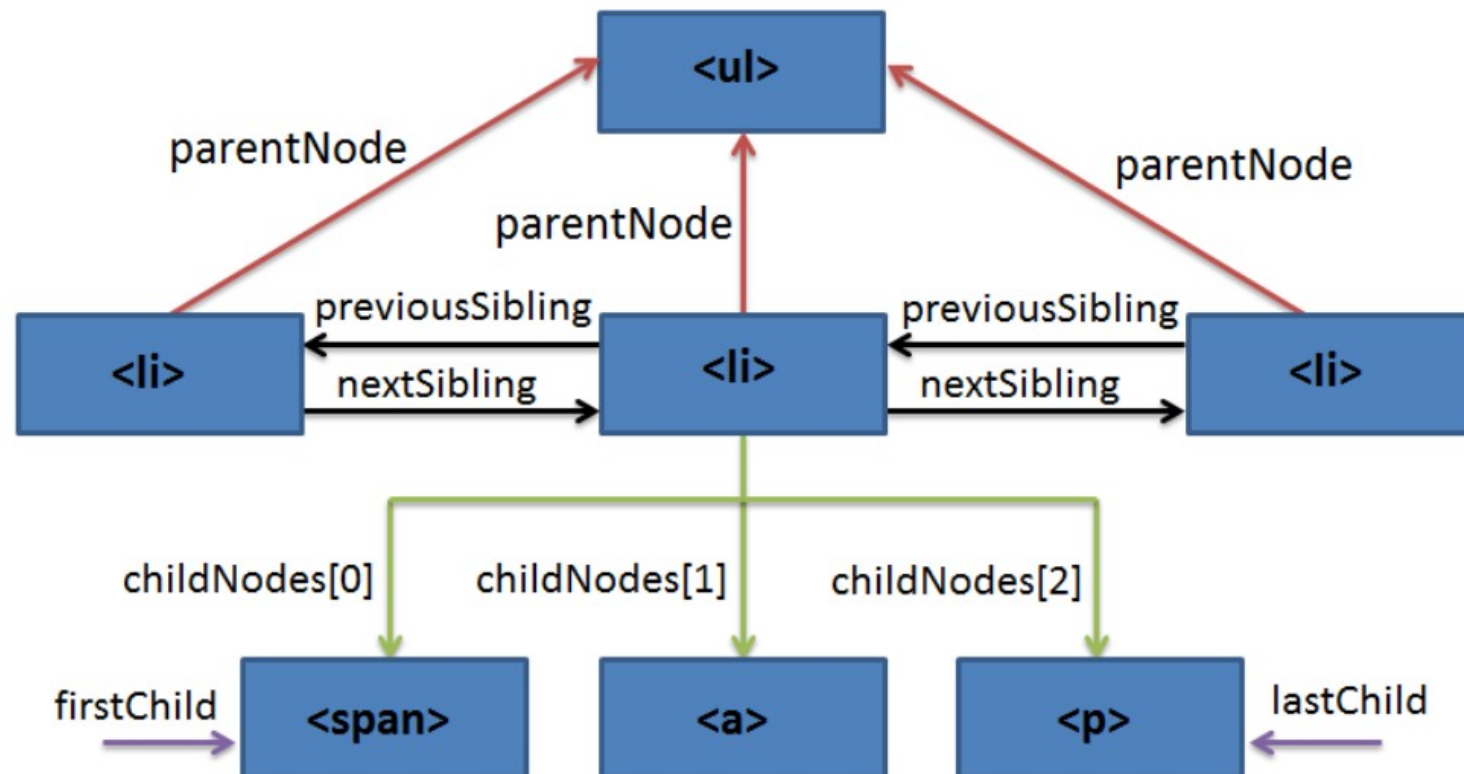 <ul>
parentNode
parentNode
parentNode
previousSibling
previousSibling
<li>
<li>
<li>
nextSibling
nextSibling
childNodes[0]
childNodes[1]
childNodes[2]
firstChild
<span>
<a>
<p>
lastChild